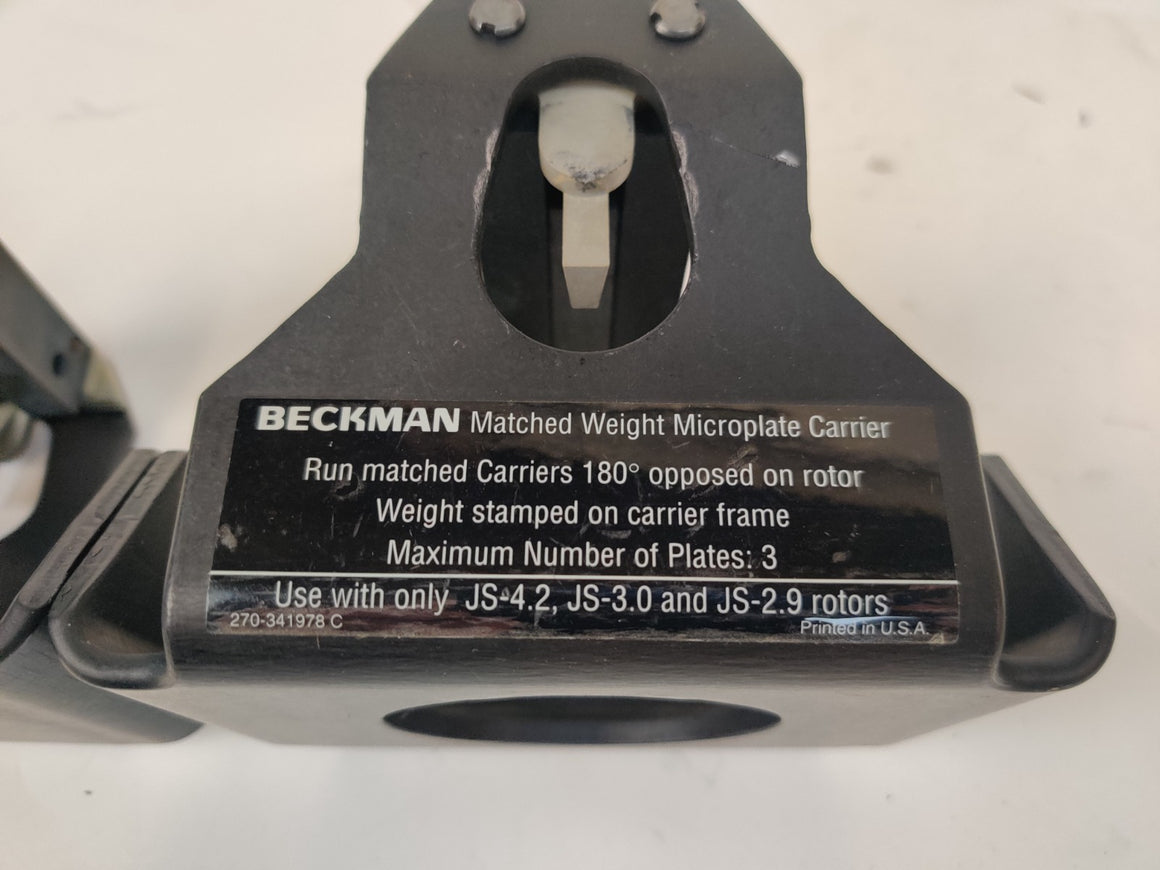 BECKMAN Matched Weight Microplate Carrier
Run matched Carriers 180° opposed on rotor
Weight stamped on carrier frame
Maximum Number of Plates: 3
Use with only JS-4.2, JS-3.0 and JS-2.9 rotors
270-341978 C
Printed in U.S.A.